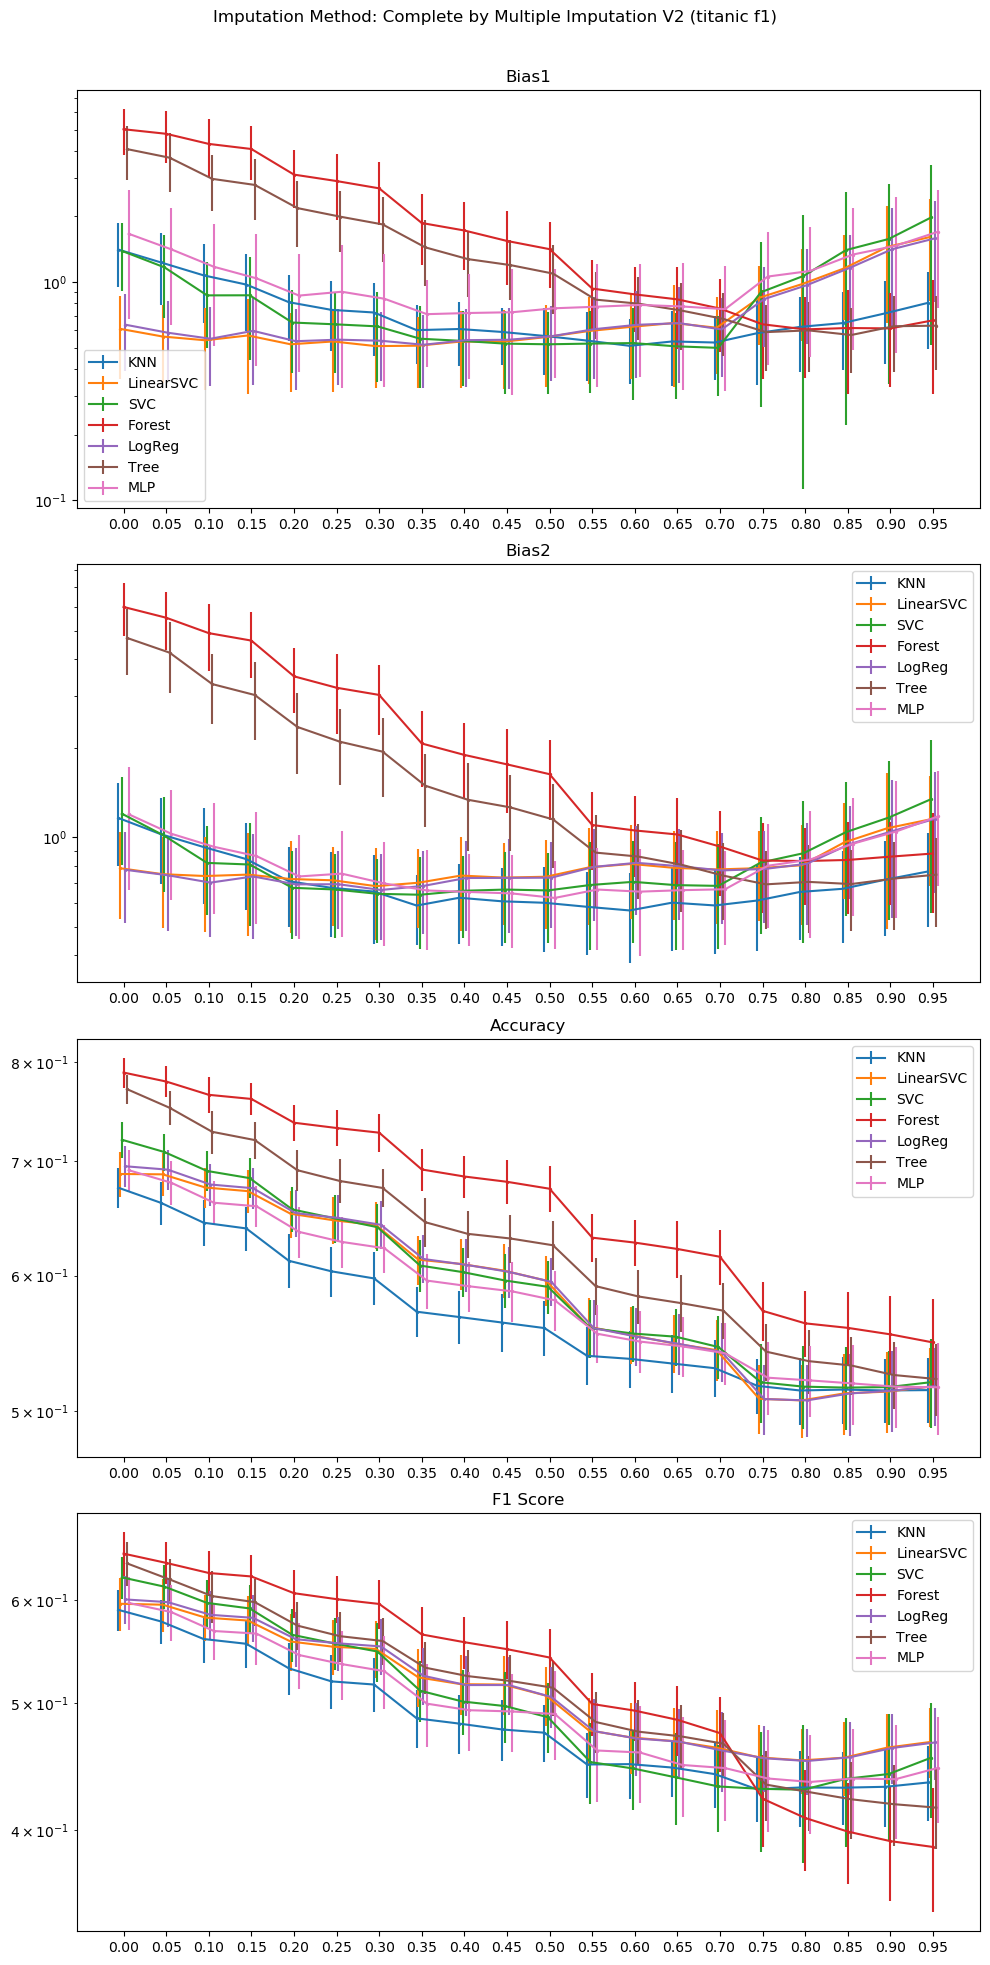 Imputation Method: Complete by Multiple Imputation V2 (titanic f1)
Bias1
10⁰
10⁻¹
KNN
LinearSVC
SVC
Forest
LogReg
Tree
MLP
0.00 0.05 0.10 0.15 0.20 0.25 0.30 0.35 0.40 0.45 0.50 0.55 0.60 0.65 0.70 0.75 0.80 0.85 0.90 0.95
Bias2
10⁰
KNN
LinearSVC
SVC
Forest
LogReg
Tree
MLP
0.00 0.05 0.10 0.15 0.20 0.25 0.30 0.35 0.40 0.45 0.50 0.55 0.60 0.65 0.70 0.75 0.80 0.85 0.90 0.95
Accuracy
8 × 10⁻¹
7 × 10⁻¹
6 × 10⁻¹
5 × 10⁻¹
KNN
LinearSVC
SVC
Forest
LogReg
Tree
MLP
0.00 0.05 0.10 0.15 0.20 0.25 0.30 0.35 0.40 0.45 0.50 0.55 0.60 0.65 0.70 0.75 0.80 0.85 0.90 0.95
F1 Score
6 × 10⁻¹
5 × 10⁻¹
4 × 10⁻¹
KNN
LinearSVC
SVC
Forest
LogReg
Tree
MLP
0.00 0.05 0.10 0.15 0.20 0.25 0.30 0.35 0.40 0.45 0.50 0.55 0.60 0.65 0.70 0.75 0.80 0.85 0.90 0.95